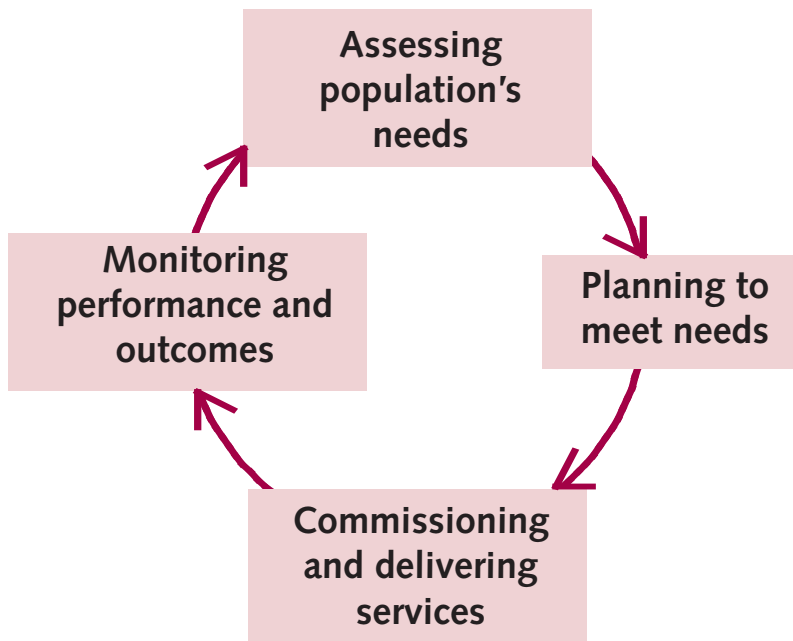 Assessing
population’s
needs
Planning to
meet needs
Commissioning
and delivering
services
Monitoring
performance and
outcomes